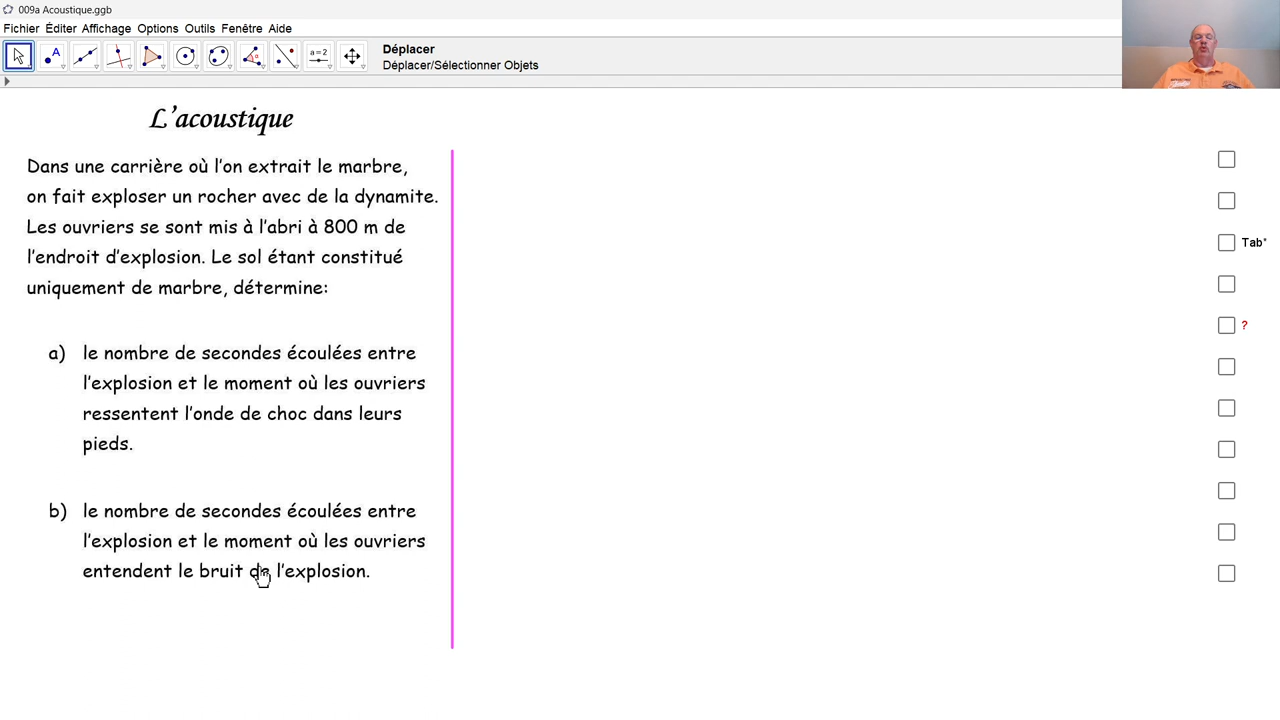 009a Acoustique.ggb
Fichier Éditer Affichage Options Outils Fenêtre Aide
A
a=2
Déplacer
Déplacer/Sélectionner Objets
L'acoustique
Dans une carrière où l'on extrait le marbre,
on fait exploser un rocher avec de la dynamite.
Les ouvriers se sont mis à l'abri à 800 m de
l'endroit d'explosion. Le sol étant constitué
uniquement de marbre, détermine:
a) le nombre de secondes écoulées entre
l'explosion et le moment où les ouvriers
ressentent l'onde de choc dans leurs
pieds.
b) le nombre de secondes écoulées entre
l'explosion et le moment où les ouvriers
entendent le bruit de l'explosion.
Tab°
?